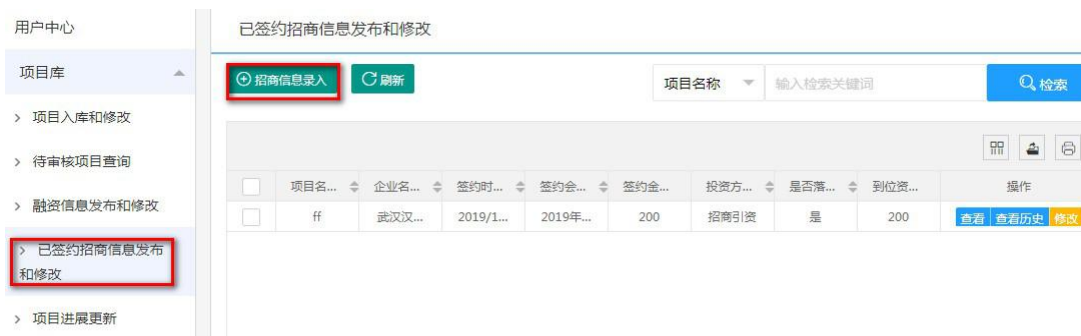 用户中心
已签约招商信息发布和修改
项目库
招商信息录入
刷新
项目名称
输入检索关键词
检索
> 项目入库和修改
> 待审核项目查询
> 融资信息发布和修改
> 已签约招商信息发布
和修改
> 项目进展更新
项目名... 企业名... 签约时... 签约会... 签约金... 投资方... 是否落... 到位资... 操作
ff 武汉汉... 2019/1... 2019年... 200 招商引资 是 200 查看 查看历史 修改